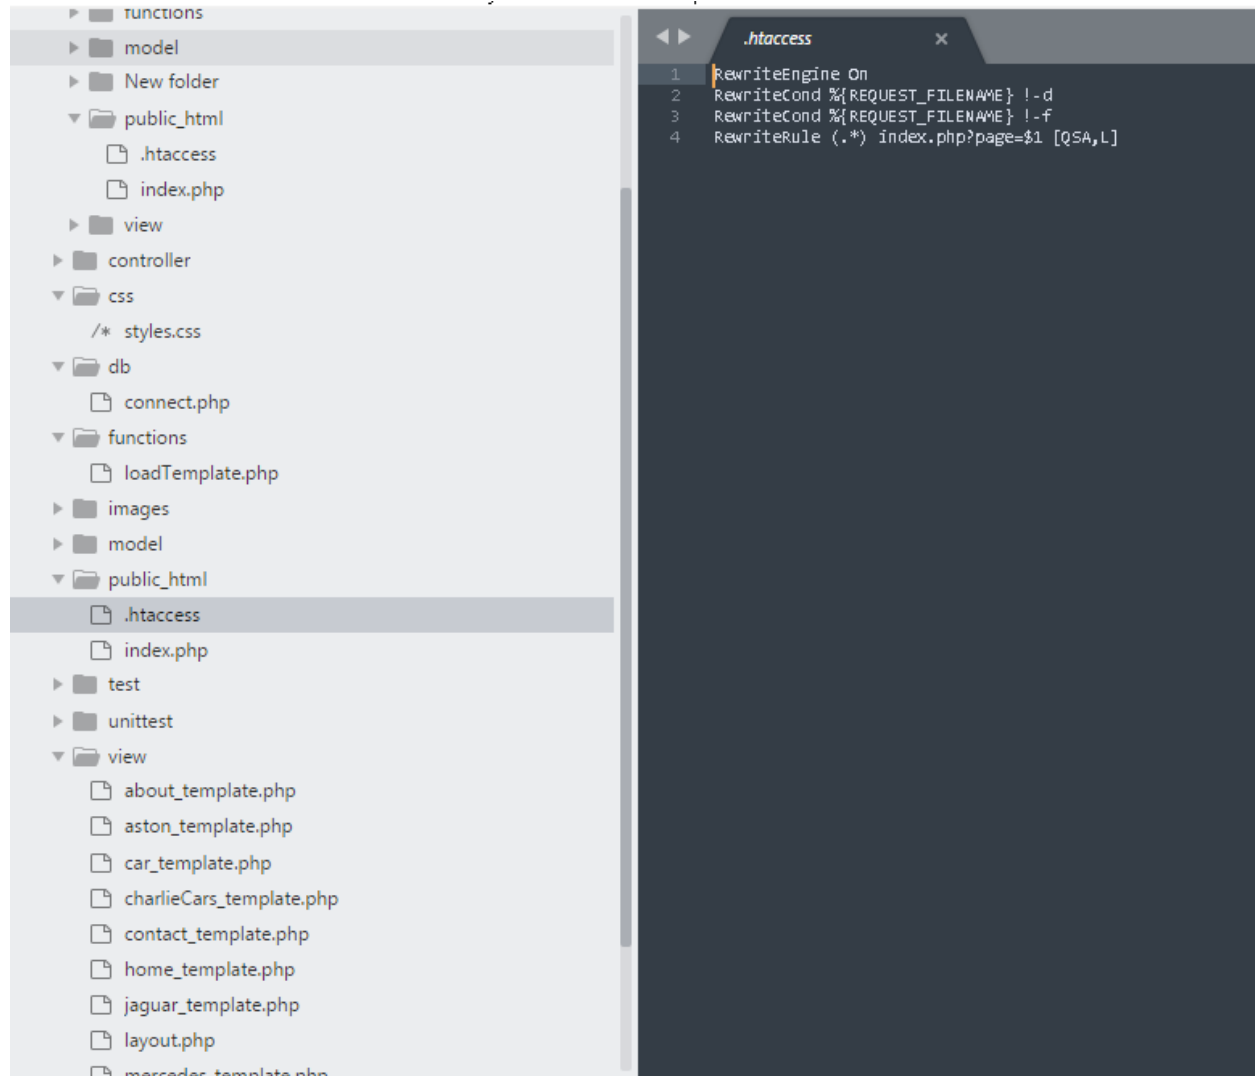 functions
model
New folder
public_html
.htaccess
index.php
view
controller
css
/* styles.css
db
connect.php
functions
loadTemplate.php
images
model
public_html
.htaccess
index.php
test
unittest
view
about_template.php
aston_template.php
car_template.php
charlieCars_template.php
contact_template.php
home_template.php
jaguar_template.php
layout.php
mercedes_template.php
.htaccess ×
1 RewriteEngine On
2 RewriteCond %{REQUEST_FILENAME} !-d
3 RewriteCond %{REQUEST_FILENAME} !-f
4 RewriteRule (.*) index.php?page=$1 [QSA,L]